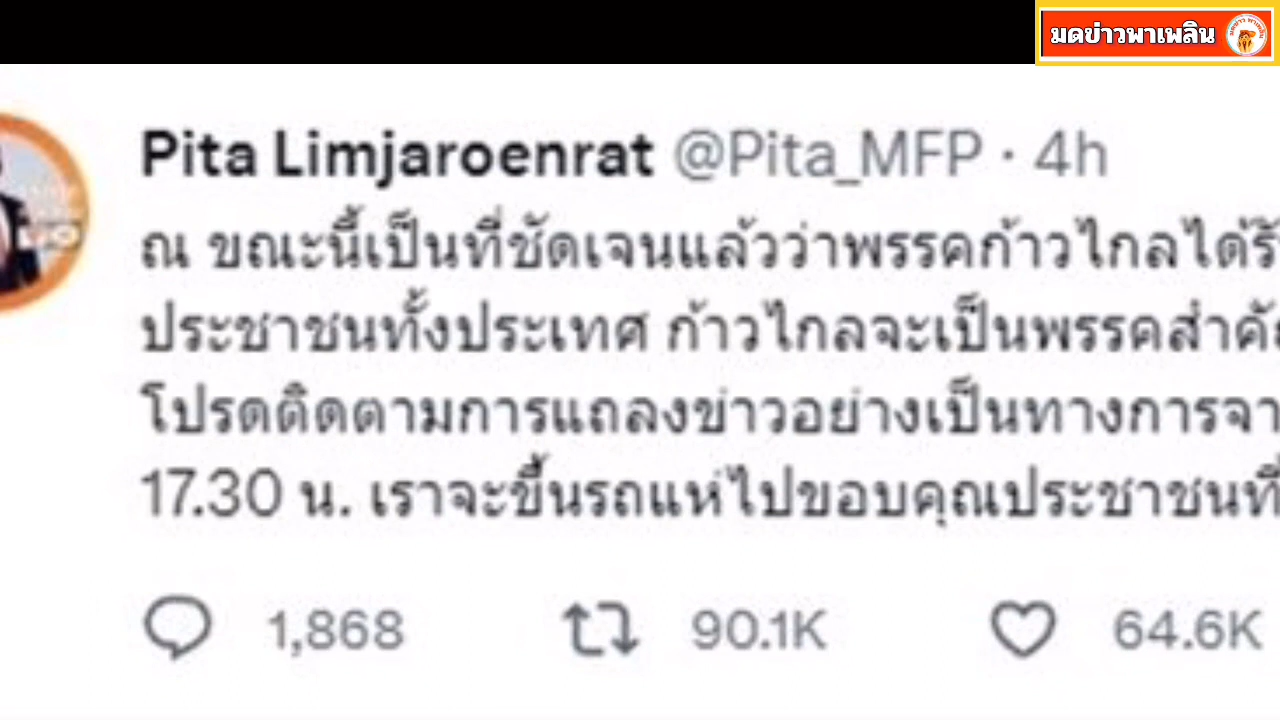 มดข่าวพาเพลิน
Pita Limjaroenrat @Pita_MFP · 4h
ณ ขณะนี้เป็นที่ชัดเจนแล้วว่าพรรคก้าวไกลได้รั
ประชาชนทั้งประเทศ ก้าวไกลจะเป็นพรรคสำคั
โปรดติดตามการแถลงข่าวอย่างเป็นทางการจา
17.30 น. เราจะขึ้นรถแห่ไปขอบคุณประชาชนที่
1,868 90.1K 64.6K